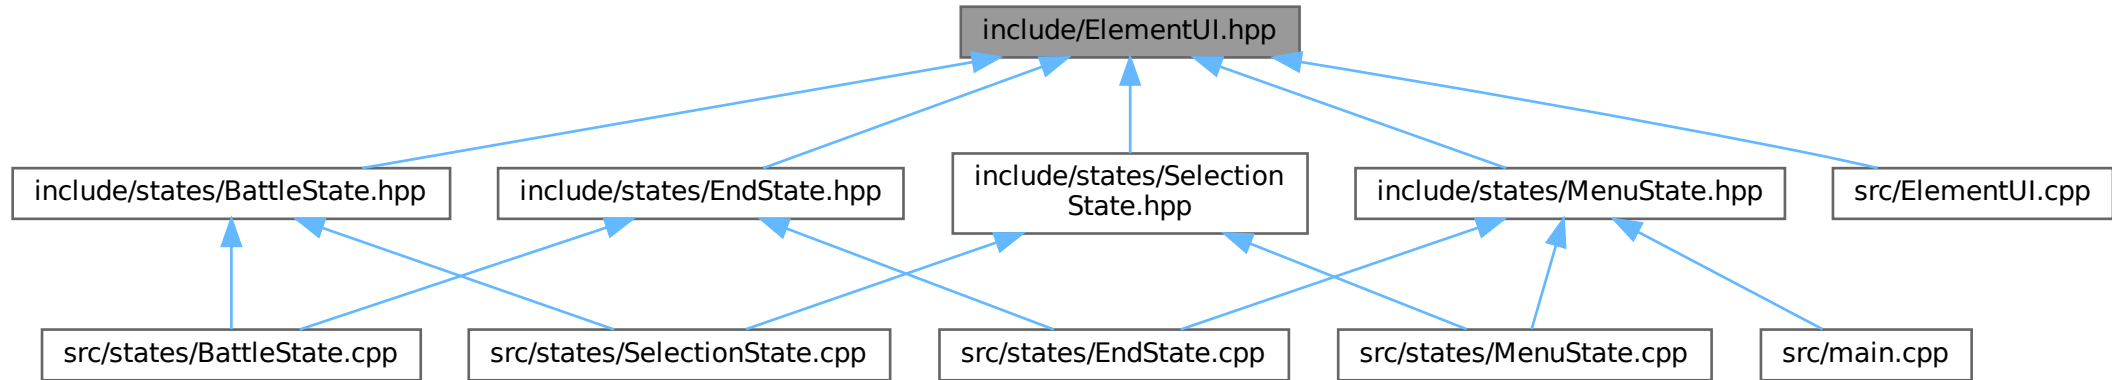 include/ElementUI.hpp
include/states/BattleState.hpp
include/states/EndState.hpp
include/states/Selection
State.hpp
include/states/MenuState.hpp
src/ElementUI.cpp
src/states/BattleState.cpp
src/states/SelectionState.cpp
src/states/EndState.cpp
src/states/MenuState.cpp
src/main.cpp